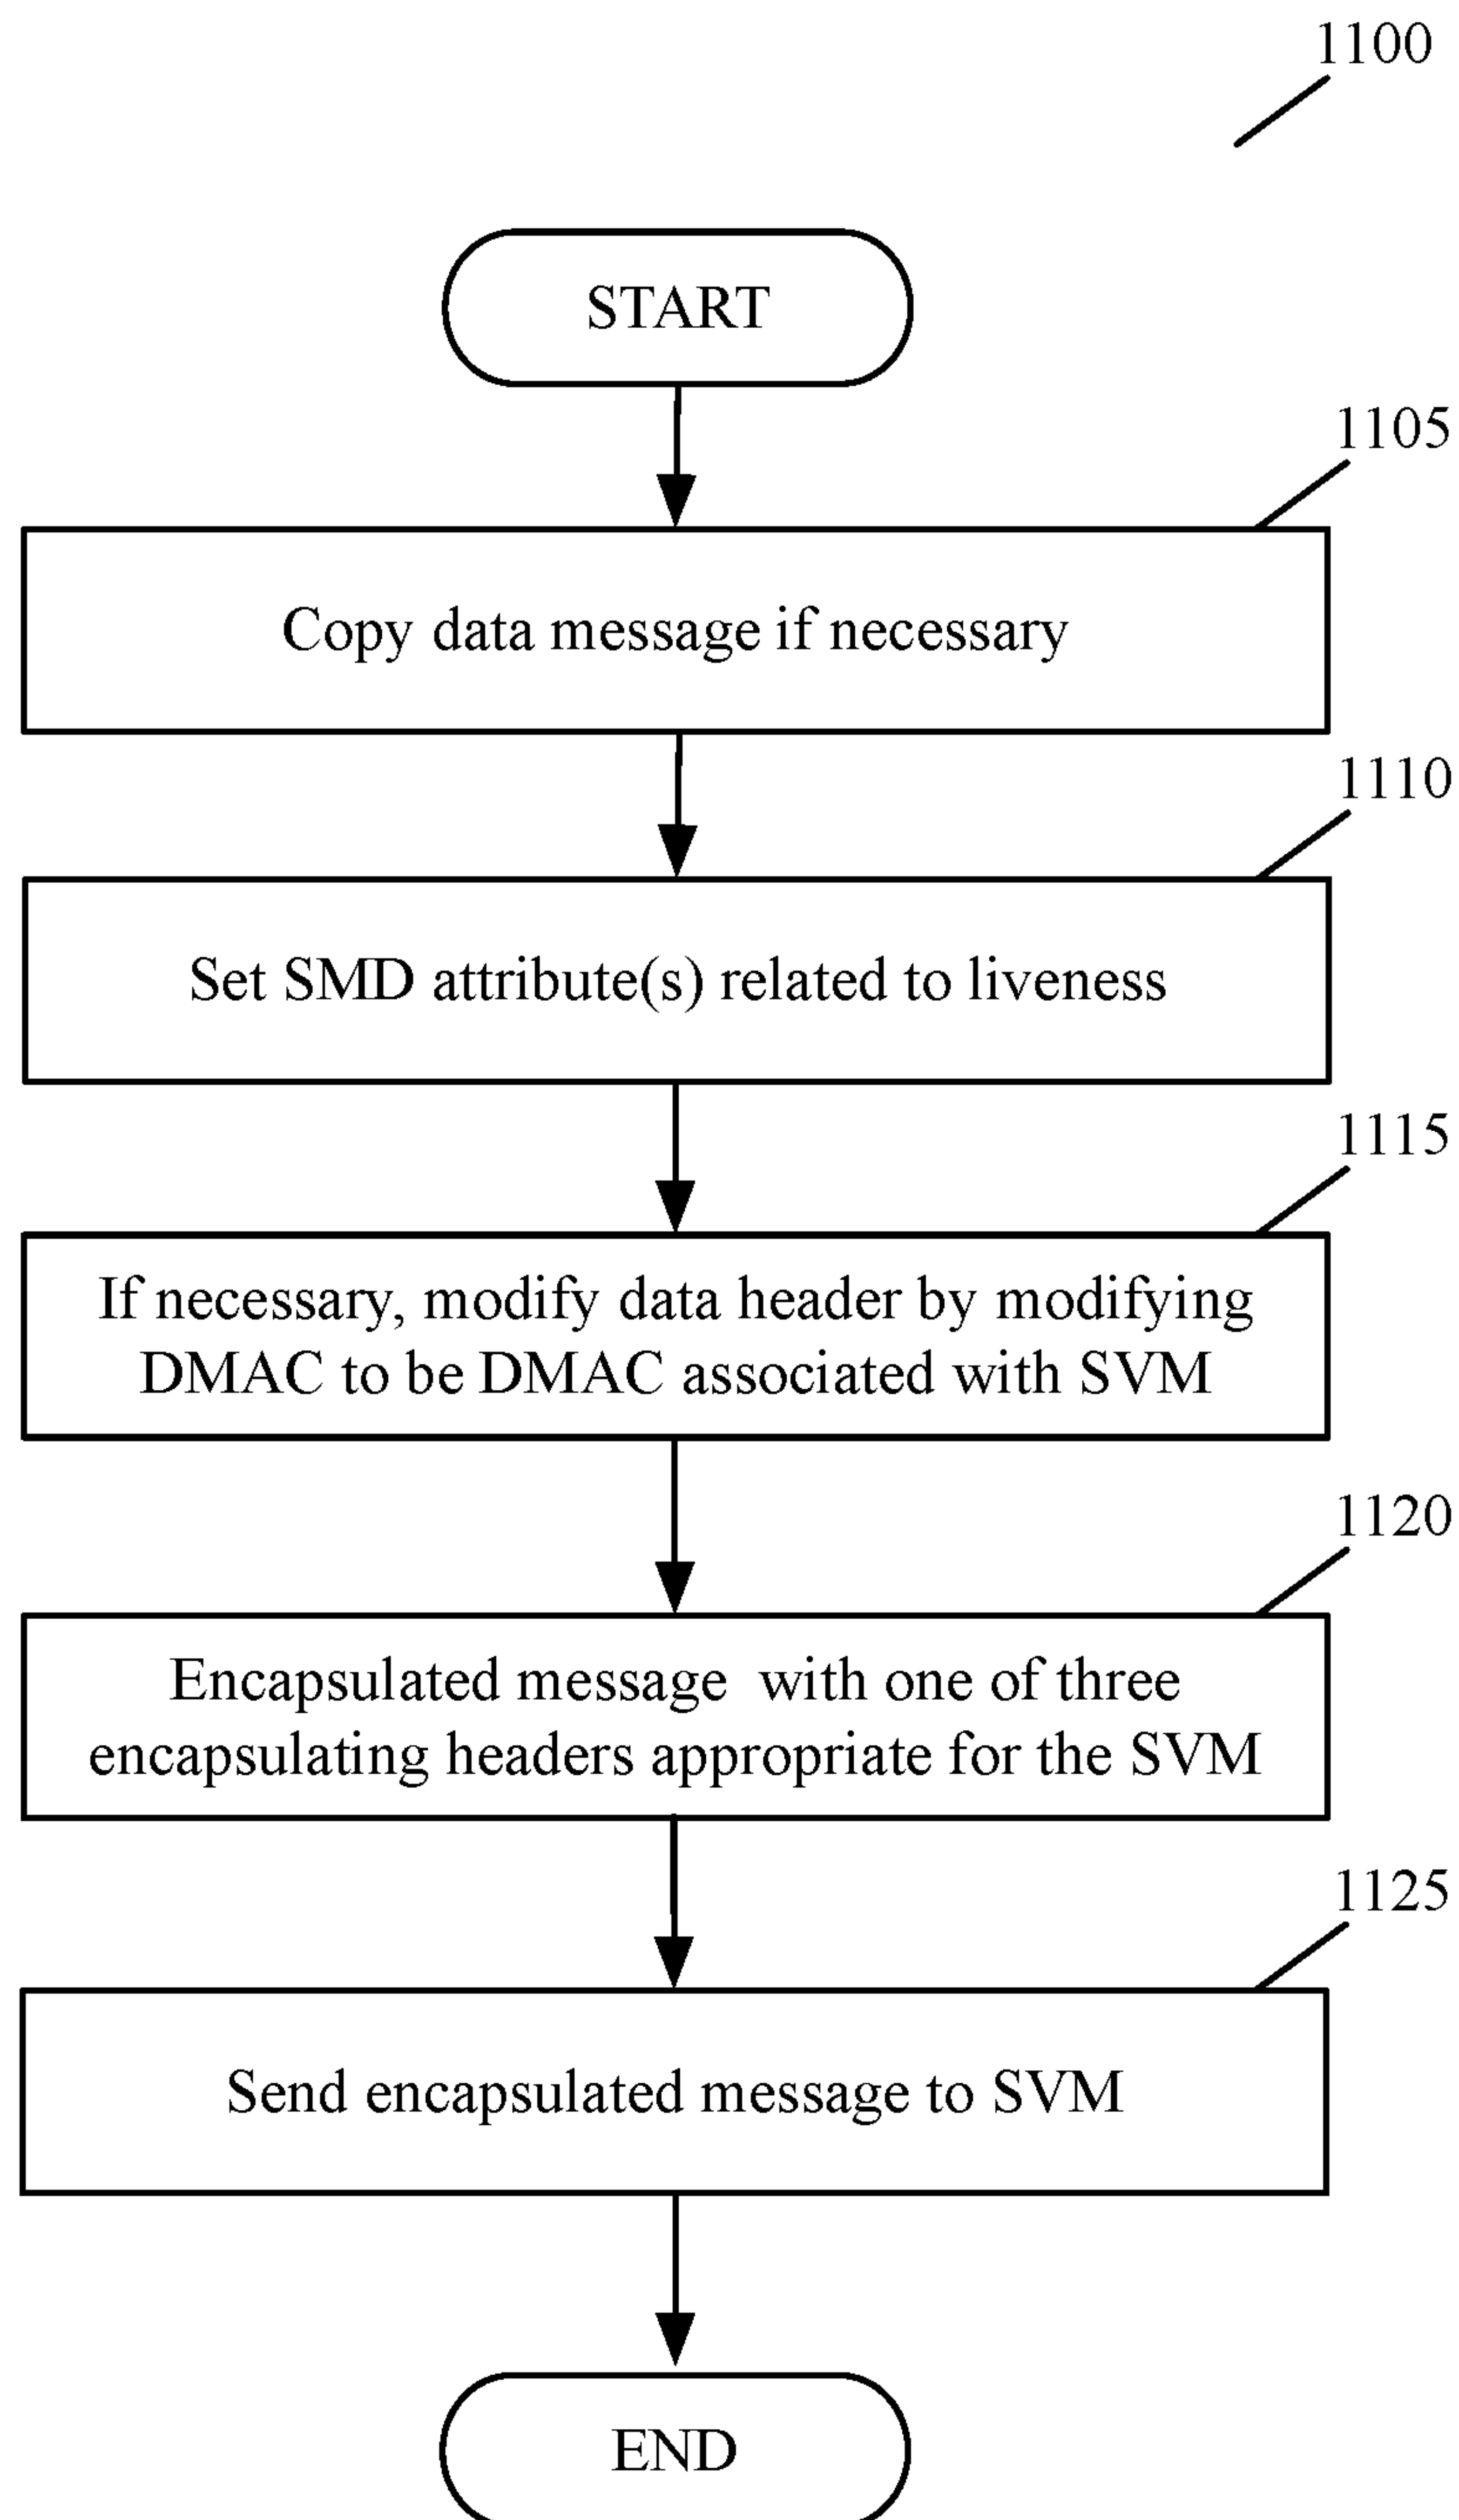 1100
START
1105
Copy data message if necessary
1110
Set SMD attribute(s) related to liveness
1115
If necessary, modify data header by modifying
DMAC to be DMAC associated with SVM
1120
Encapsulated message with one of three
encapsulating headers appropriate for the SVM
1125
Send encapsulated message to SVM
END